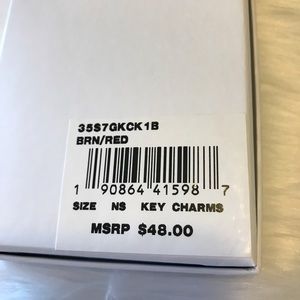 35S7GKCK1B
BRN/RED
1 90864 41598 7
SIZE NS KEY CHARMS
MSRP $48.00